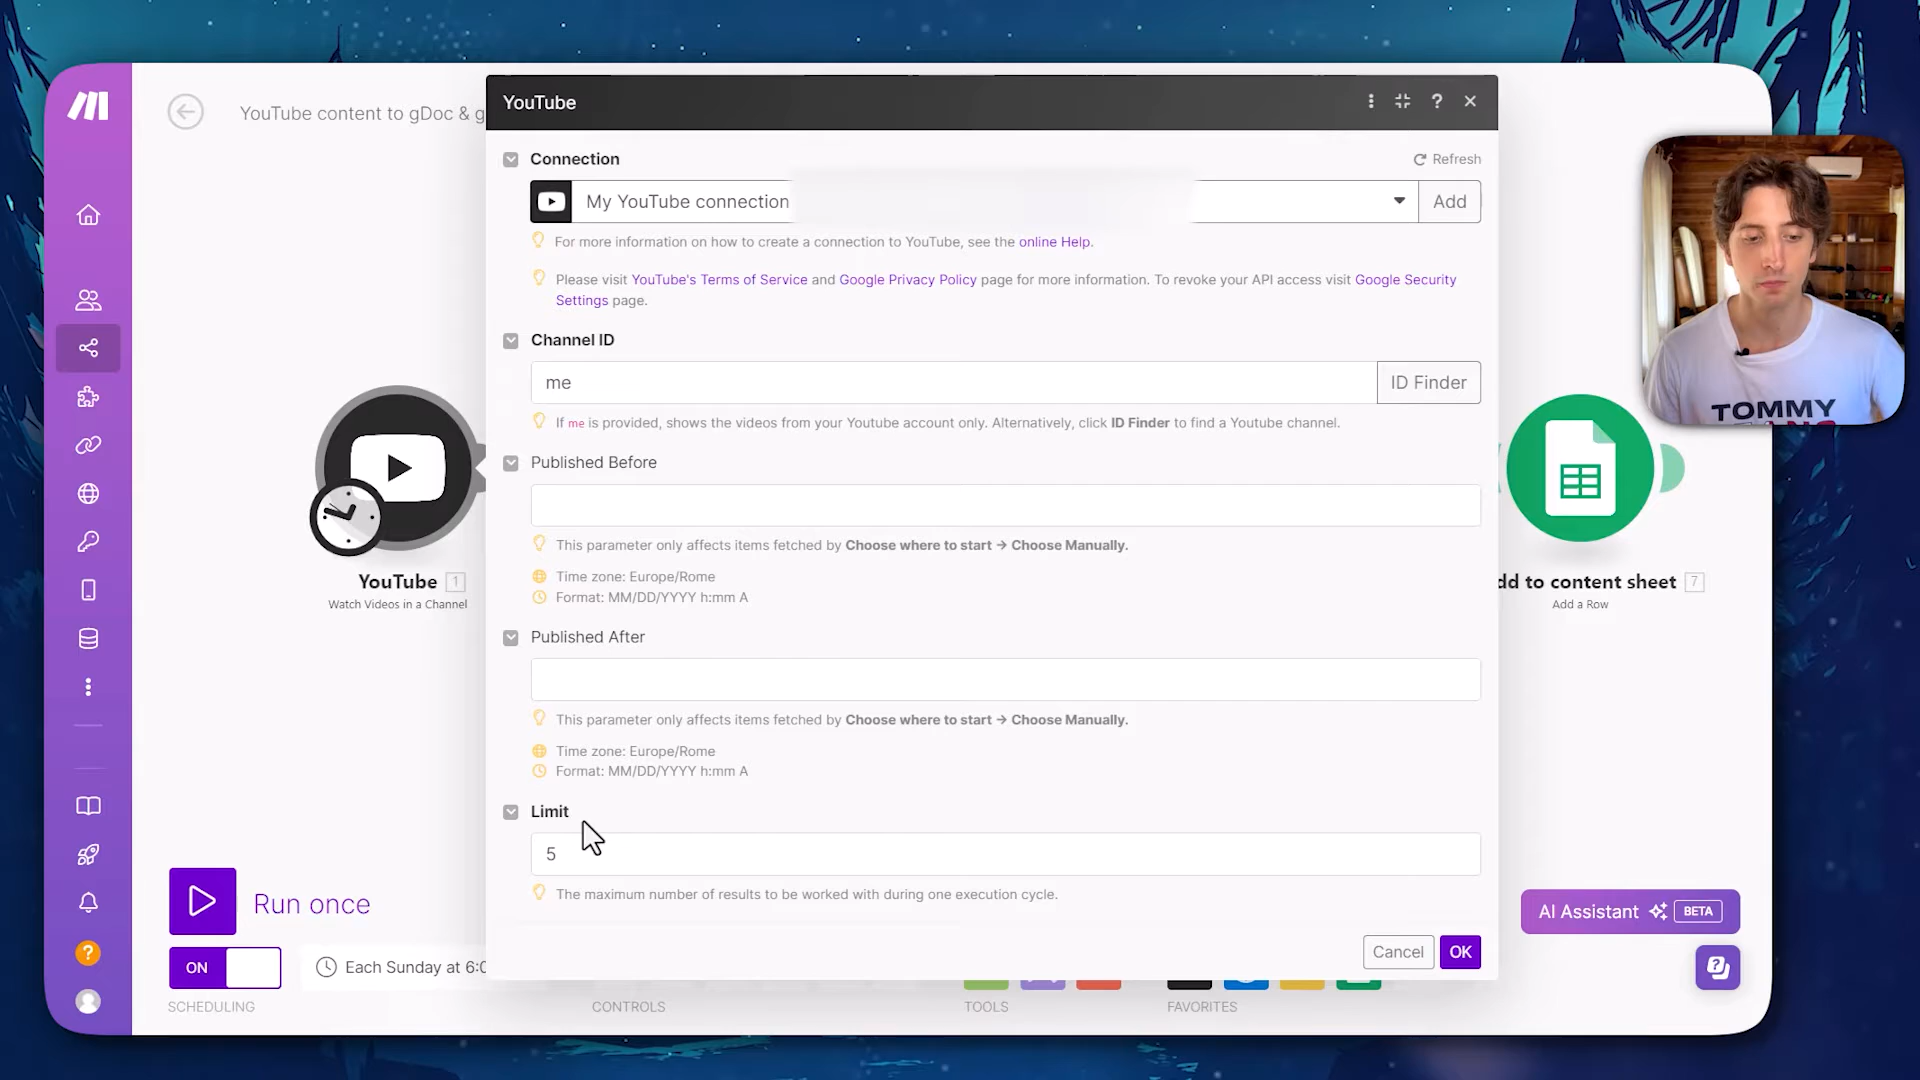 YouTube content to gDoc & g
YouTube
?
Connection
Refresh
My YouTube connection
Add
For more information on how to create a connection to YouTube, see the online Help.
Please visit YouTube's Terms of Service and Google Privacy Policy page for more information. To revoke your API access visit Google Security
Settings page.
Channel ID
me
ID Finder
If me is provided, shows the videos from your Youtube account only. Alternatively, click ID Finder to find a Youtube channel.
Published Before
This parameter only affects items fetched by Choose where to start → Choose Manually.
Time zone: Europe/Rome
Format: MM/DD/YYYY h:mm A
Published After
This parameter only affects items fetched by Choose where to start → Choose Manually.
Time zone: Europe/Rome
Format: MM/DD/YYYY h:mm A
Limit
5
The maximum number of results to be worked with during one execution cycle.
Cancel
OK
YouTube 1
Watch Videos in a Channel
dd to content sheet 7
Add a Row
TOMMY
Run once
ON
Each Sunday at 6:0
SCHEDULING
CONTROLS
TOOLS
FAVORITES
AI Assistant BETA
?
?